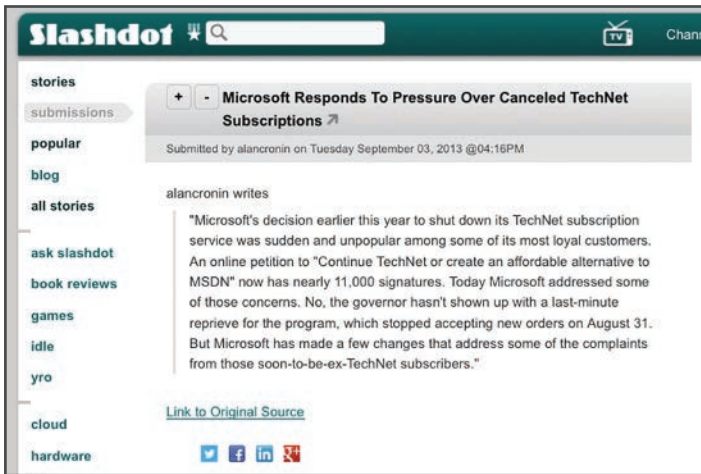 Slashdot
TV
Chann
stories
submissions
popular
blog
all stories
ask slashdot
book reviews
games
idle
yro
cloud
hardware
+ - Microsoft Responds To Pressure Over Canceled TechNet
Subscriptions
Submitted by alancronin on Tuesday September 03, 2013 @04:16PM
alancronin writes
"Microsoft's decision earlier this year to shut down its TechNet subscription
service was sudden and unpopular among some of its most loyal customers.
An online petition to "Continue TechNet or create an affordable alternative to
MSDN" now has nearly 11,000 signatures. Today Microsoft addressed some
of those concerns. No, the governor hasn't shown up with a last-minute
reprieve for the program, which stopped accepting new orders on August 31.
But Microsoft has made a few changes that address some of the complaints
from those soon-to-be-ex-TechNet subscribers."
Link to Original Source
f in g+